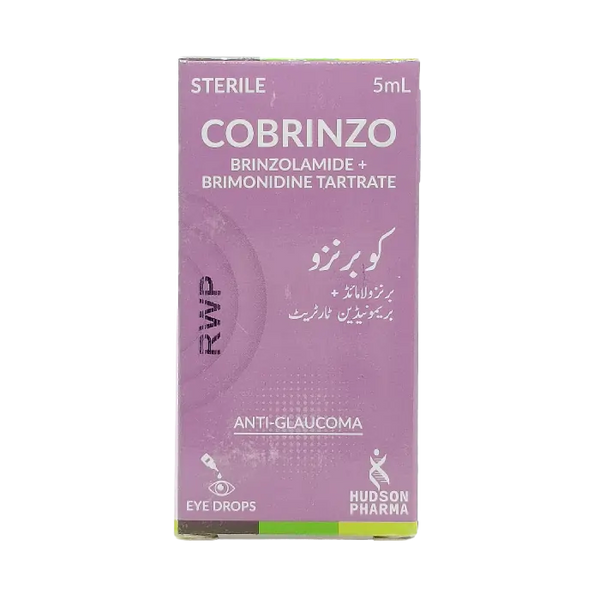 STERILE 5mL
COBRINZO
BRINZOLAMIDE +
BRIMONIDINE TARTRATE
کوبرنزو
برنزولامائڈ +
بریمونیڈین ٹارٹریٹ
RWP
ANTI-GLAUCOMA
EYE DROPS
HUDSON
PHARMA